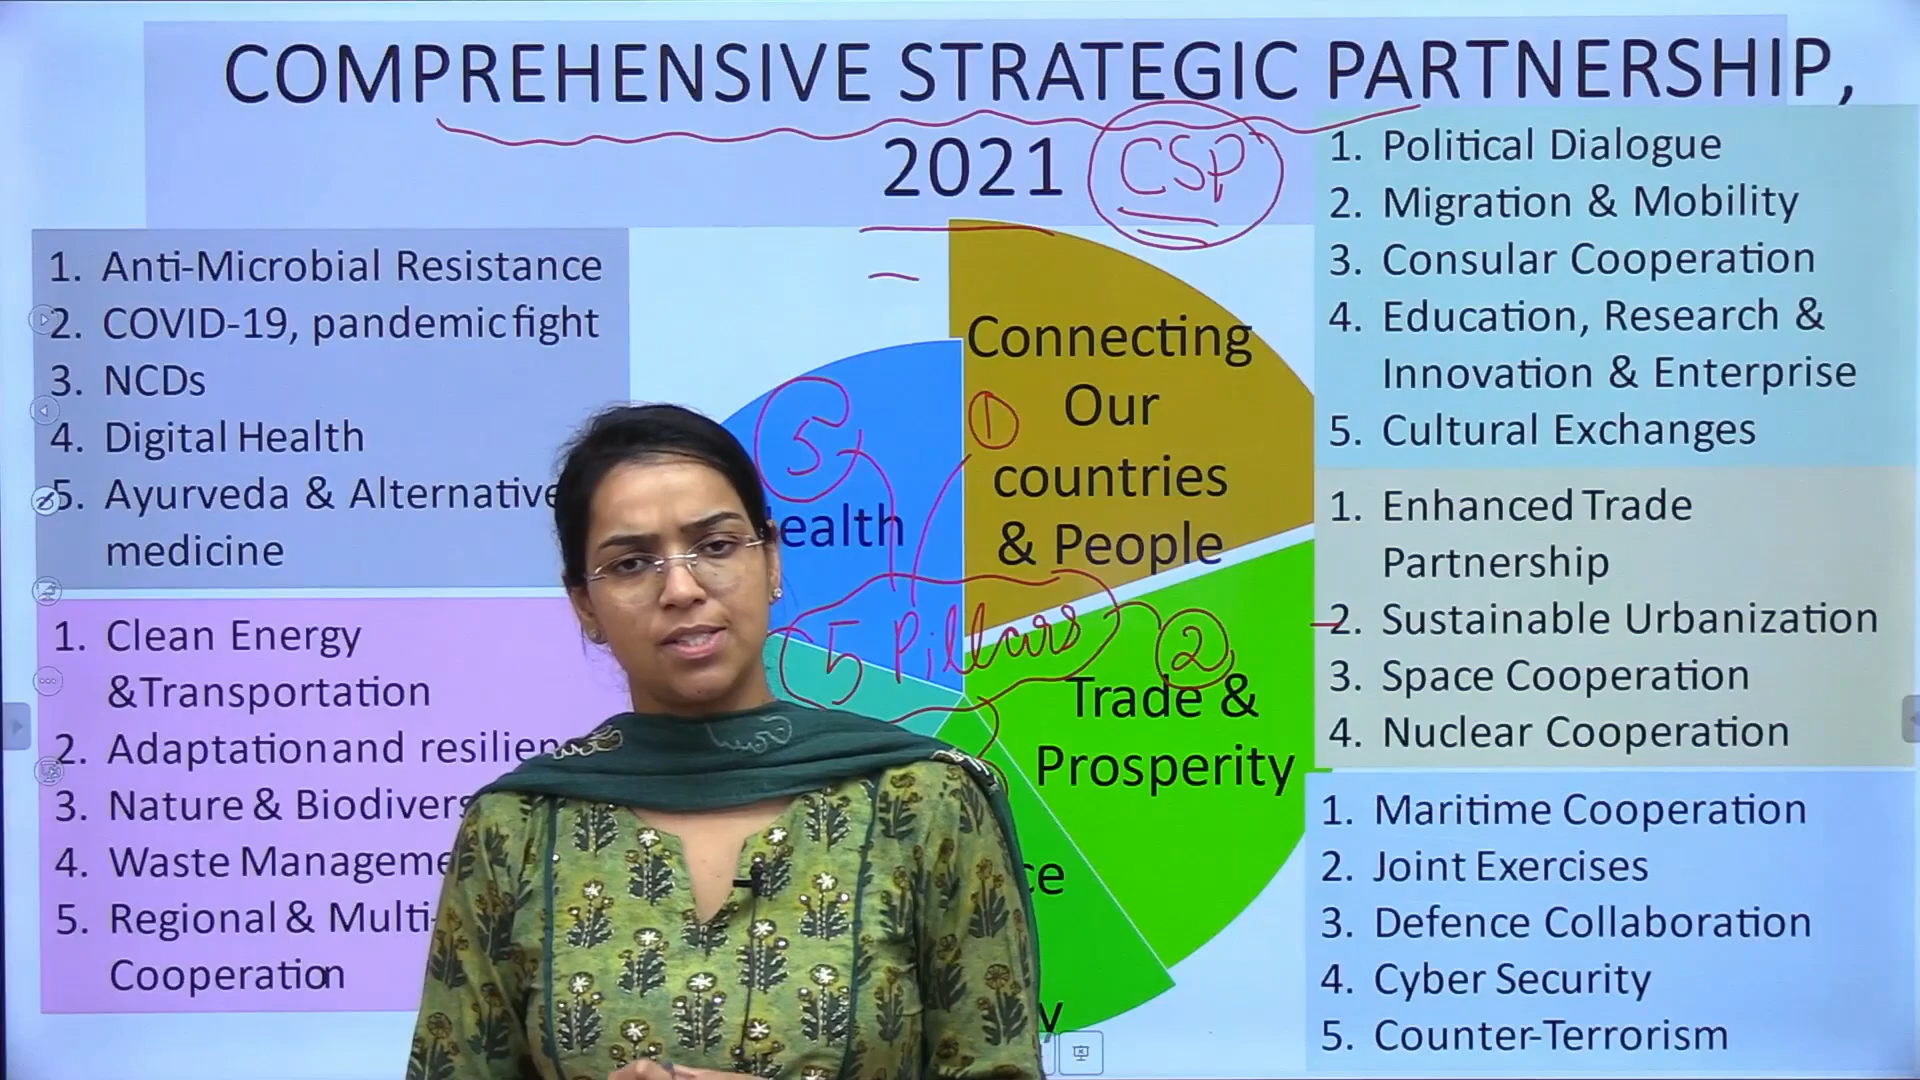 COMPREHENSIVE STRATEGIC PARTNERSHIP,
2021
CSP
1. Anti-Microbial Resistance
2. COVID-19, pandemic fight
3. NCDs
4. Digital Health
5. Ayurveda & Alternative
medicine
1. Clean Energy
&Transportation
2. Adaptation and
3. Nature &
4. Waste
5. Regional & Multi-
Cooperation
5
1
Connecting
Our
countries
& People
5 Pillars
2
Trade &
Prosperity
1. Political Dialogue
2. Migration & Mobility
3. Consular Cooperation
4. Education, Research &
Innovation & Enterprise
5. Cultural Exchanges
1. Enhanced Trade
Partnership
2. Sustainable Urbanization
3. Space Cooperation
4. Nuclear Cooperation
1. Maritime Cooperation
2. Joint Exercises
3. Defence Collaboration
4. Cyber Security
5. Counter-Terrorism